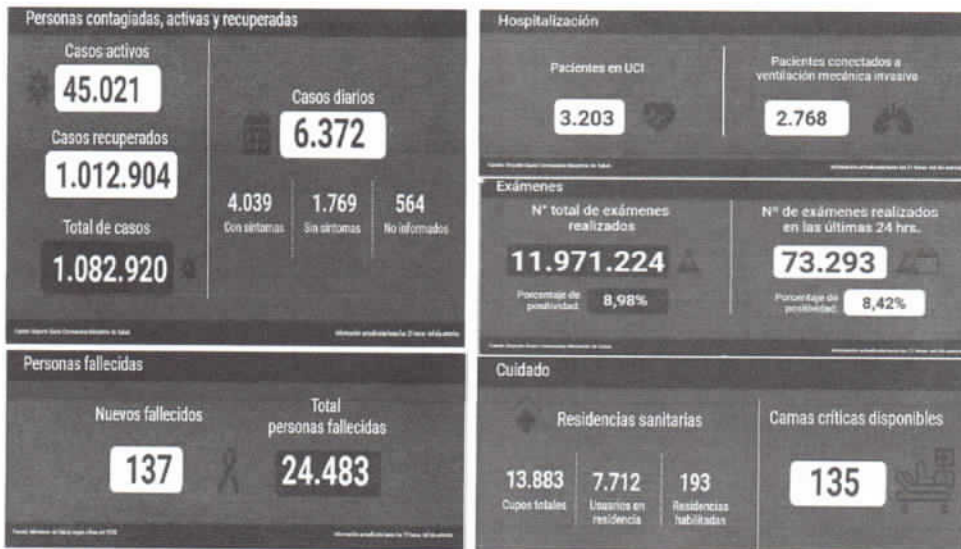 Personas contagiadas, activas y recuperadas
Casos activos
45.021
Casos recuperados
1.012.904
Total de casos
1.082.920
Casos diarios
6.372
4.039
Con síntomas
1.769
Sin síntomas
564
No informados
Personas fallecidas
Nuevos fallecidos
137
Total
personas fallecidas
24.483
Hospitalización
Pacientes en UCI
3.203
Pacientes conectados a
ventilación mecánica invasiva
2.768
Exámenes
N° total de exámenes
realizados
11.971.224
Porcentaje de
positividad:
8,98%
N° de exámenes realizados
en las últimas 24 hrs.
73.293
Porcentaje de
positividad:
8,42%
Cuidado
Residencias sanitarias
13.883
Cupos totales
7.712
Usuarios en
residencia
193
Residencias
habilitadas
Camas críticas disponibles
135